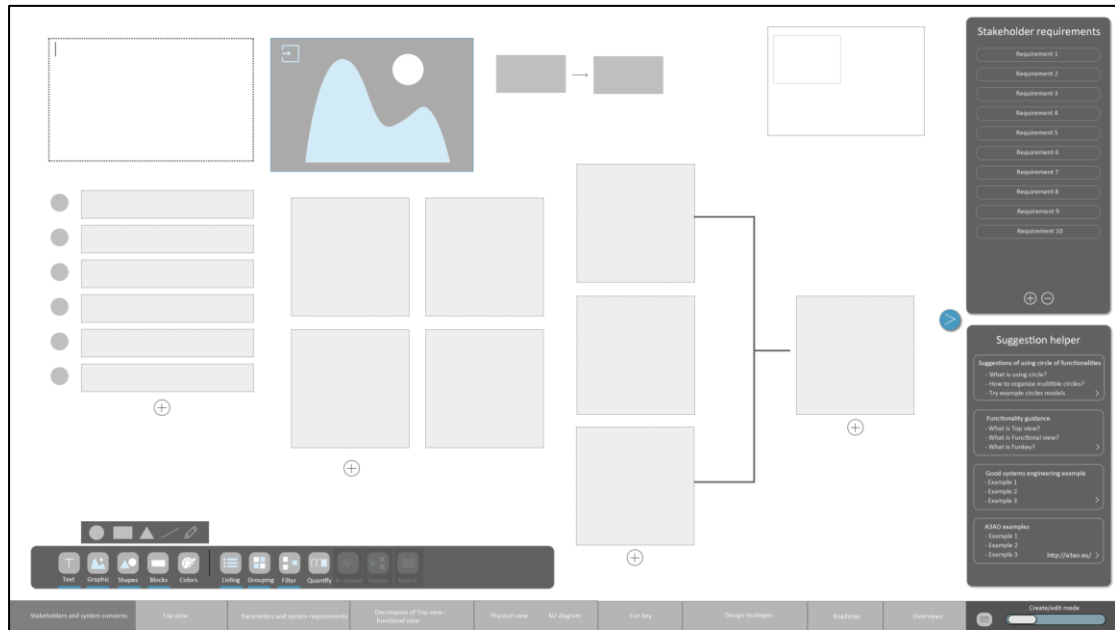 Stakeholder requirements
Requirement 1
Requirement 2
Requirement 3
Requirement 4
Requirement 5
Requirement 6
Requirement 7
Requirement 8
Requirement 9
Requirement 10
Suggestion helper
Suggestions of using circle of functionalities
- What is using circle?
- How to organize mulitible circles?
- Try example circles models
Functionality guidance
- What is Top view?
- What is Functional view?
- What is Funkey?
Good systems engineering example
- Example 1
- Example 2
- Example 3
A3AO examples
- Example 1
- Example 2
- Example 3 http://a3ao.eu/
Text Graphic Shapes Blocks Colors Listing Grouping Filter Quantify N- square Matrix
Stakeholders and system concerns Top view Parameters and system requirements Decompose of Top view–
functional view Physical view N2 diagram Fun key Design strategies Roadmap Overviews
Create/edit mode